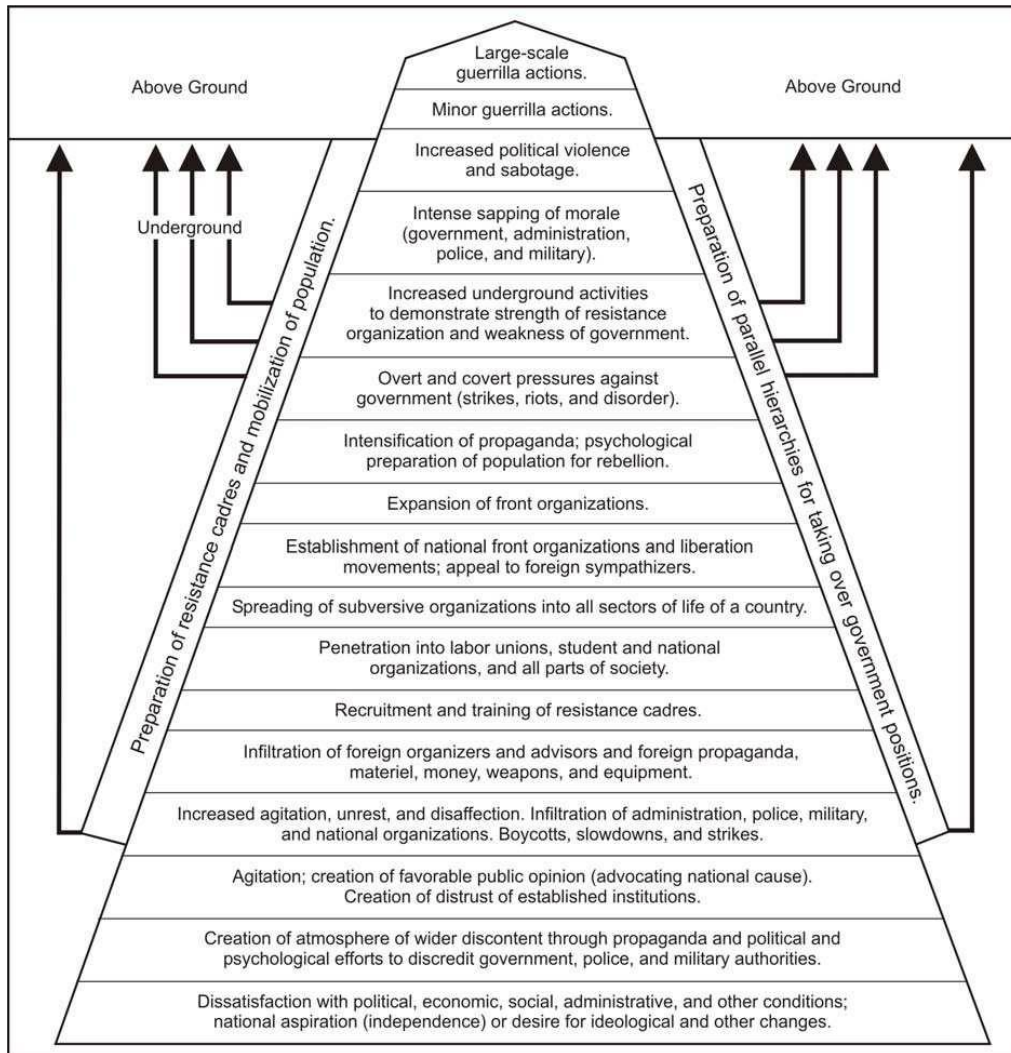 Large-scale
guerrilla actions.
Above Ground
Above Ground
Minor guerrilla actions.
Increased political violence
and sabotage.
Underground
Intense sapping of morale
(government, administration,
police, and military).
Increased underground activities
to demonstrate strength of resistance
organization and weakness of government.
Overt and covert pressures against
government (strikes, riots, and disorder).
Intensification of propaganda; psychological
preparation of population for rebellion.
Expansion of front organizations.
Establishment of national front organizations and liberation
movements; appeal to foreign sympathizers.
Spreading of subversive organizations into all sectors of life of a country.
Penetration into labor unions, student and national
organizations, and all parts of society.
Recruitment and training of resistance cadres.
Infiltration of foreign organizers and advisors and foreign propaganda,
materiel, money, weapons, and equipment.
Increased agitation, unrest, and disaffection. Infiltration of administration, police, military,
and national organizations. Boycotts, slowdowns, and strikes.
Agitation; creation of favorable public opinion (advocating national cause).
Creation of distrust of established institutions.
Creation of atmosphere of wider discontent through propaganda and political and
psychological efforts to discredit government, police, and military authorities.
Dissatisfaction with political, economic, social, administrative, and other conditions;
national aspiration (independence) or desire for ideological and other changes.
Preparation of resistance cadres and mobilization of population.
Preparation of parallel hierarchies for taking over government positions.